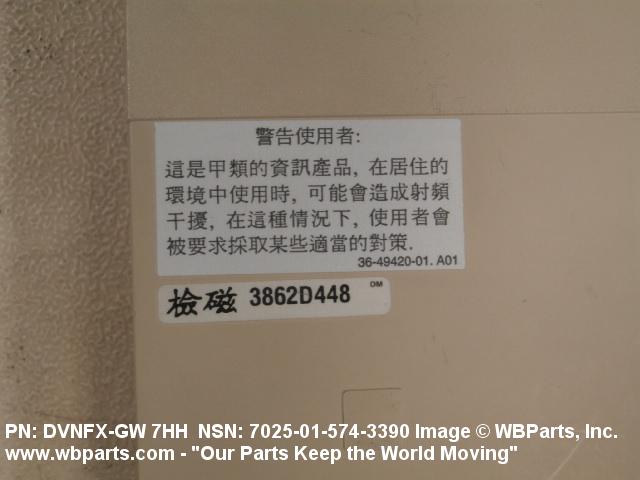 警告使用者:
這是甲類的資訊產品, 在居住的
環境中使用時, 可能會造成射頻
干擾, 在這種情況下, 使用者會
被要求採取某些適當的對策.
36-49420-01. A01
檢磁 3862D448 DM
PN: DVNFX-GW 7HH NSN: 7025-01-574-3390 Image © WBParts, Inc.
www.wbparts.com - "Our Parts Keep the World Moving"